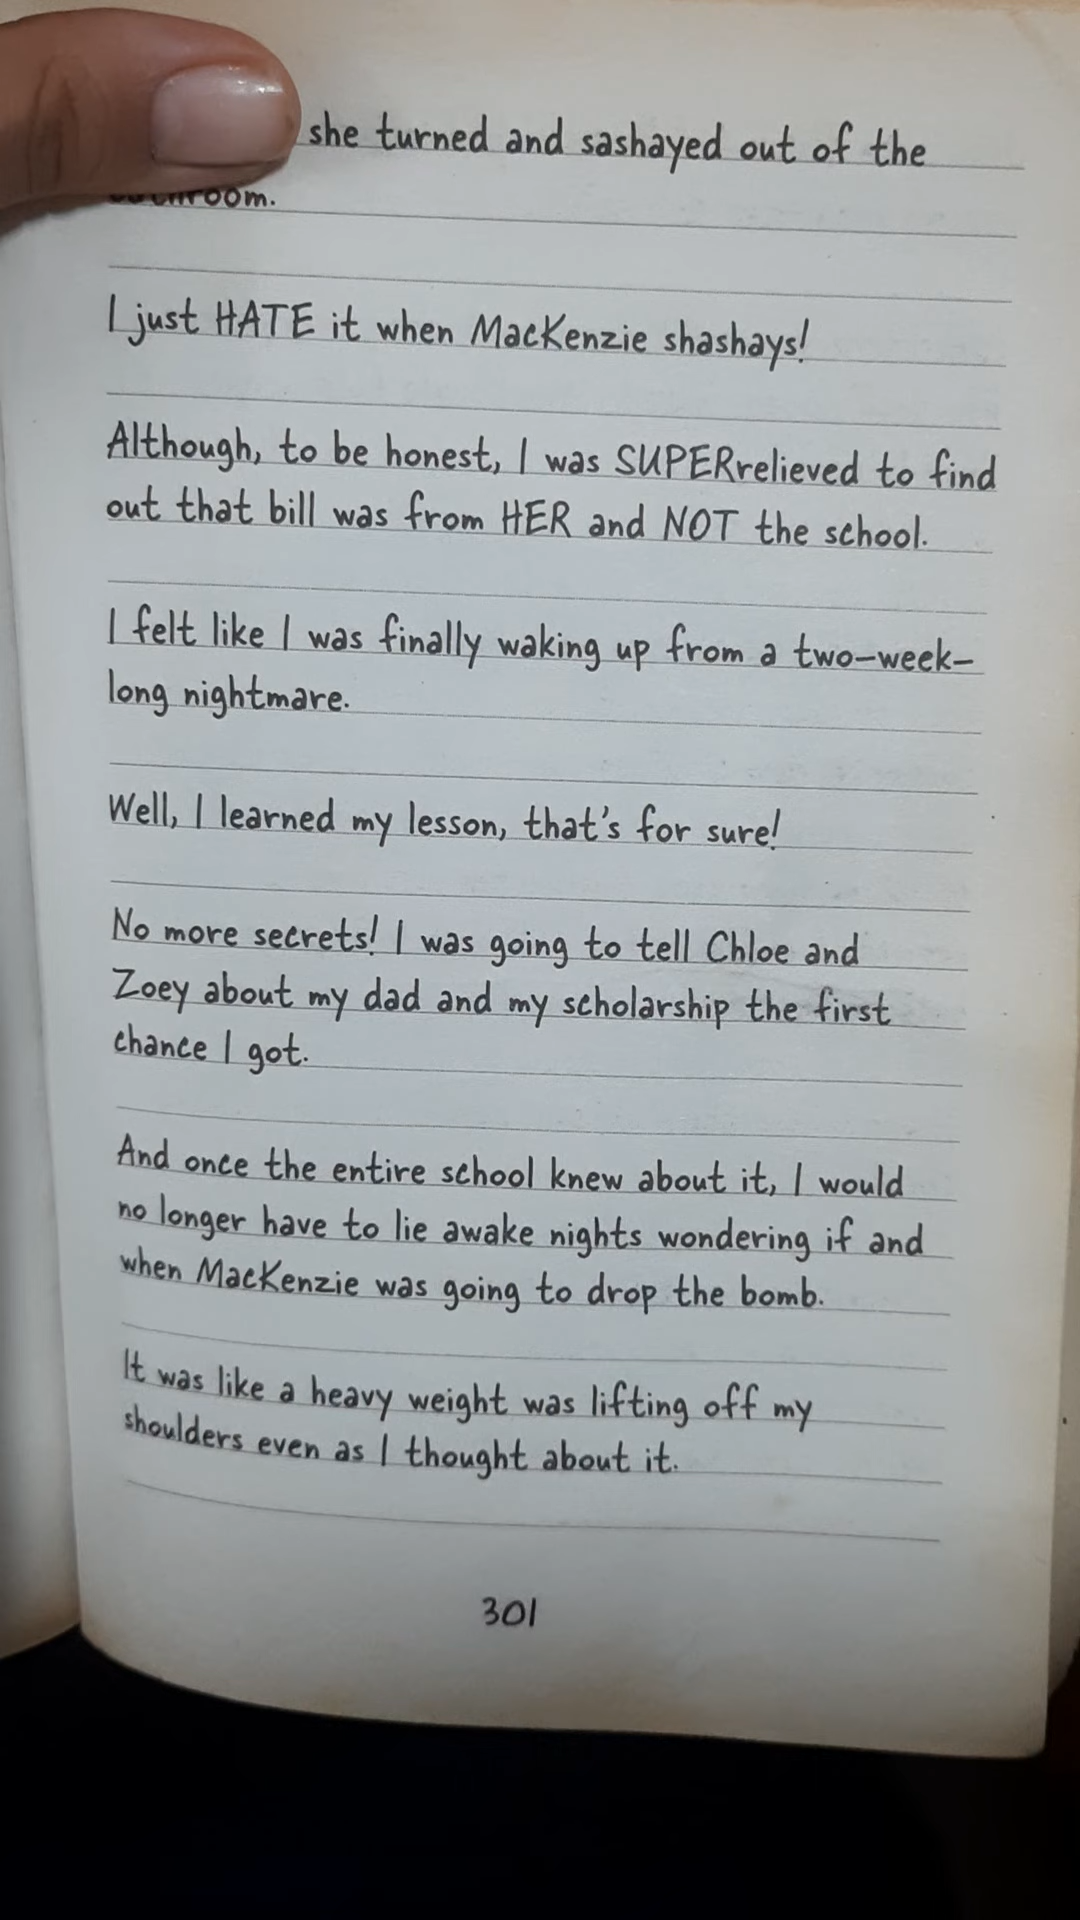 she turned and sashayed out of the
I just HATE it when MacKenzie shashays!
Although, to be honest, I was SUPERrelieved to find
out that bill was from HER and NOT the school.
I felt like I was finally waking up from a two-week-
long nightmare.
Well, I learned my lesson, that's for sure!
No more secrets! I was going to tell Chloe and
Zoey about my dad and my scholarship the first
chance I got.
And once the entire school knew about it, I would
no longer have to lie awake nights wondering if and
when MacKenzie was going to drop the bomb.
It was like a heavy weight was lifting off my
shoulders even as I thought about it.
301